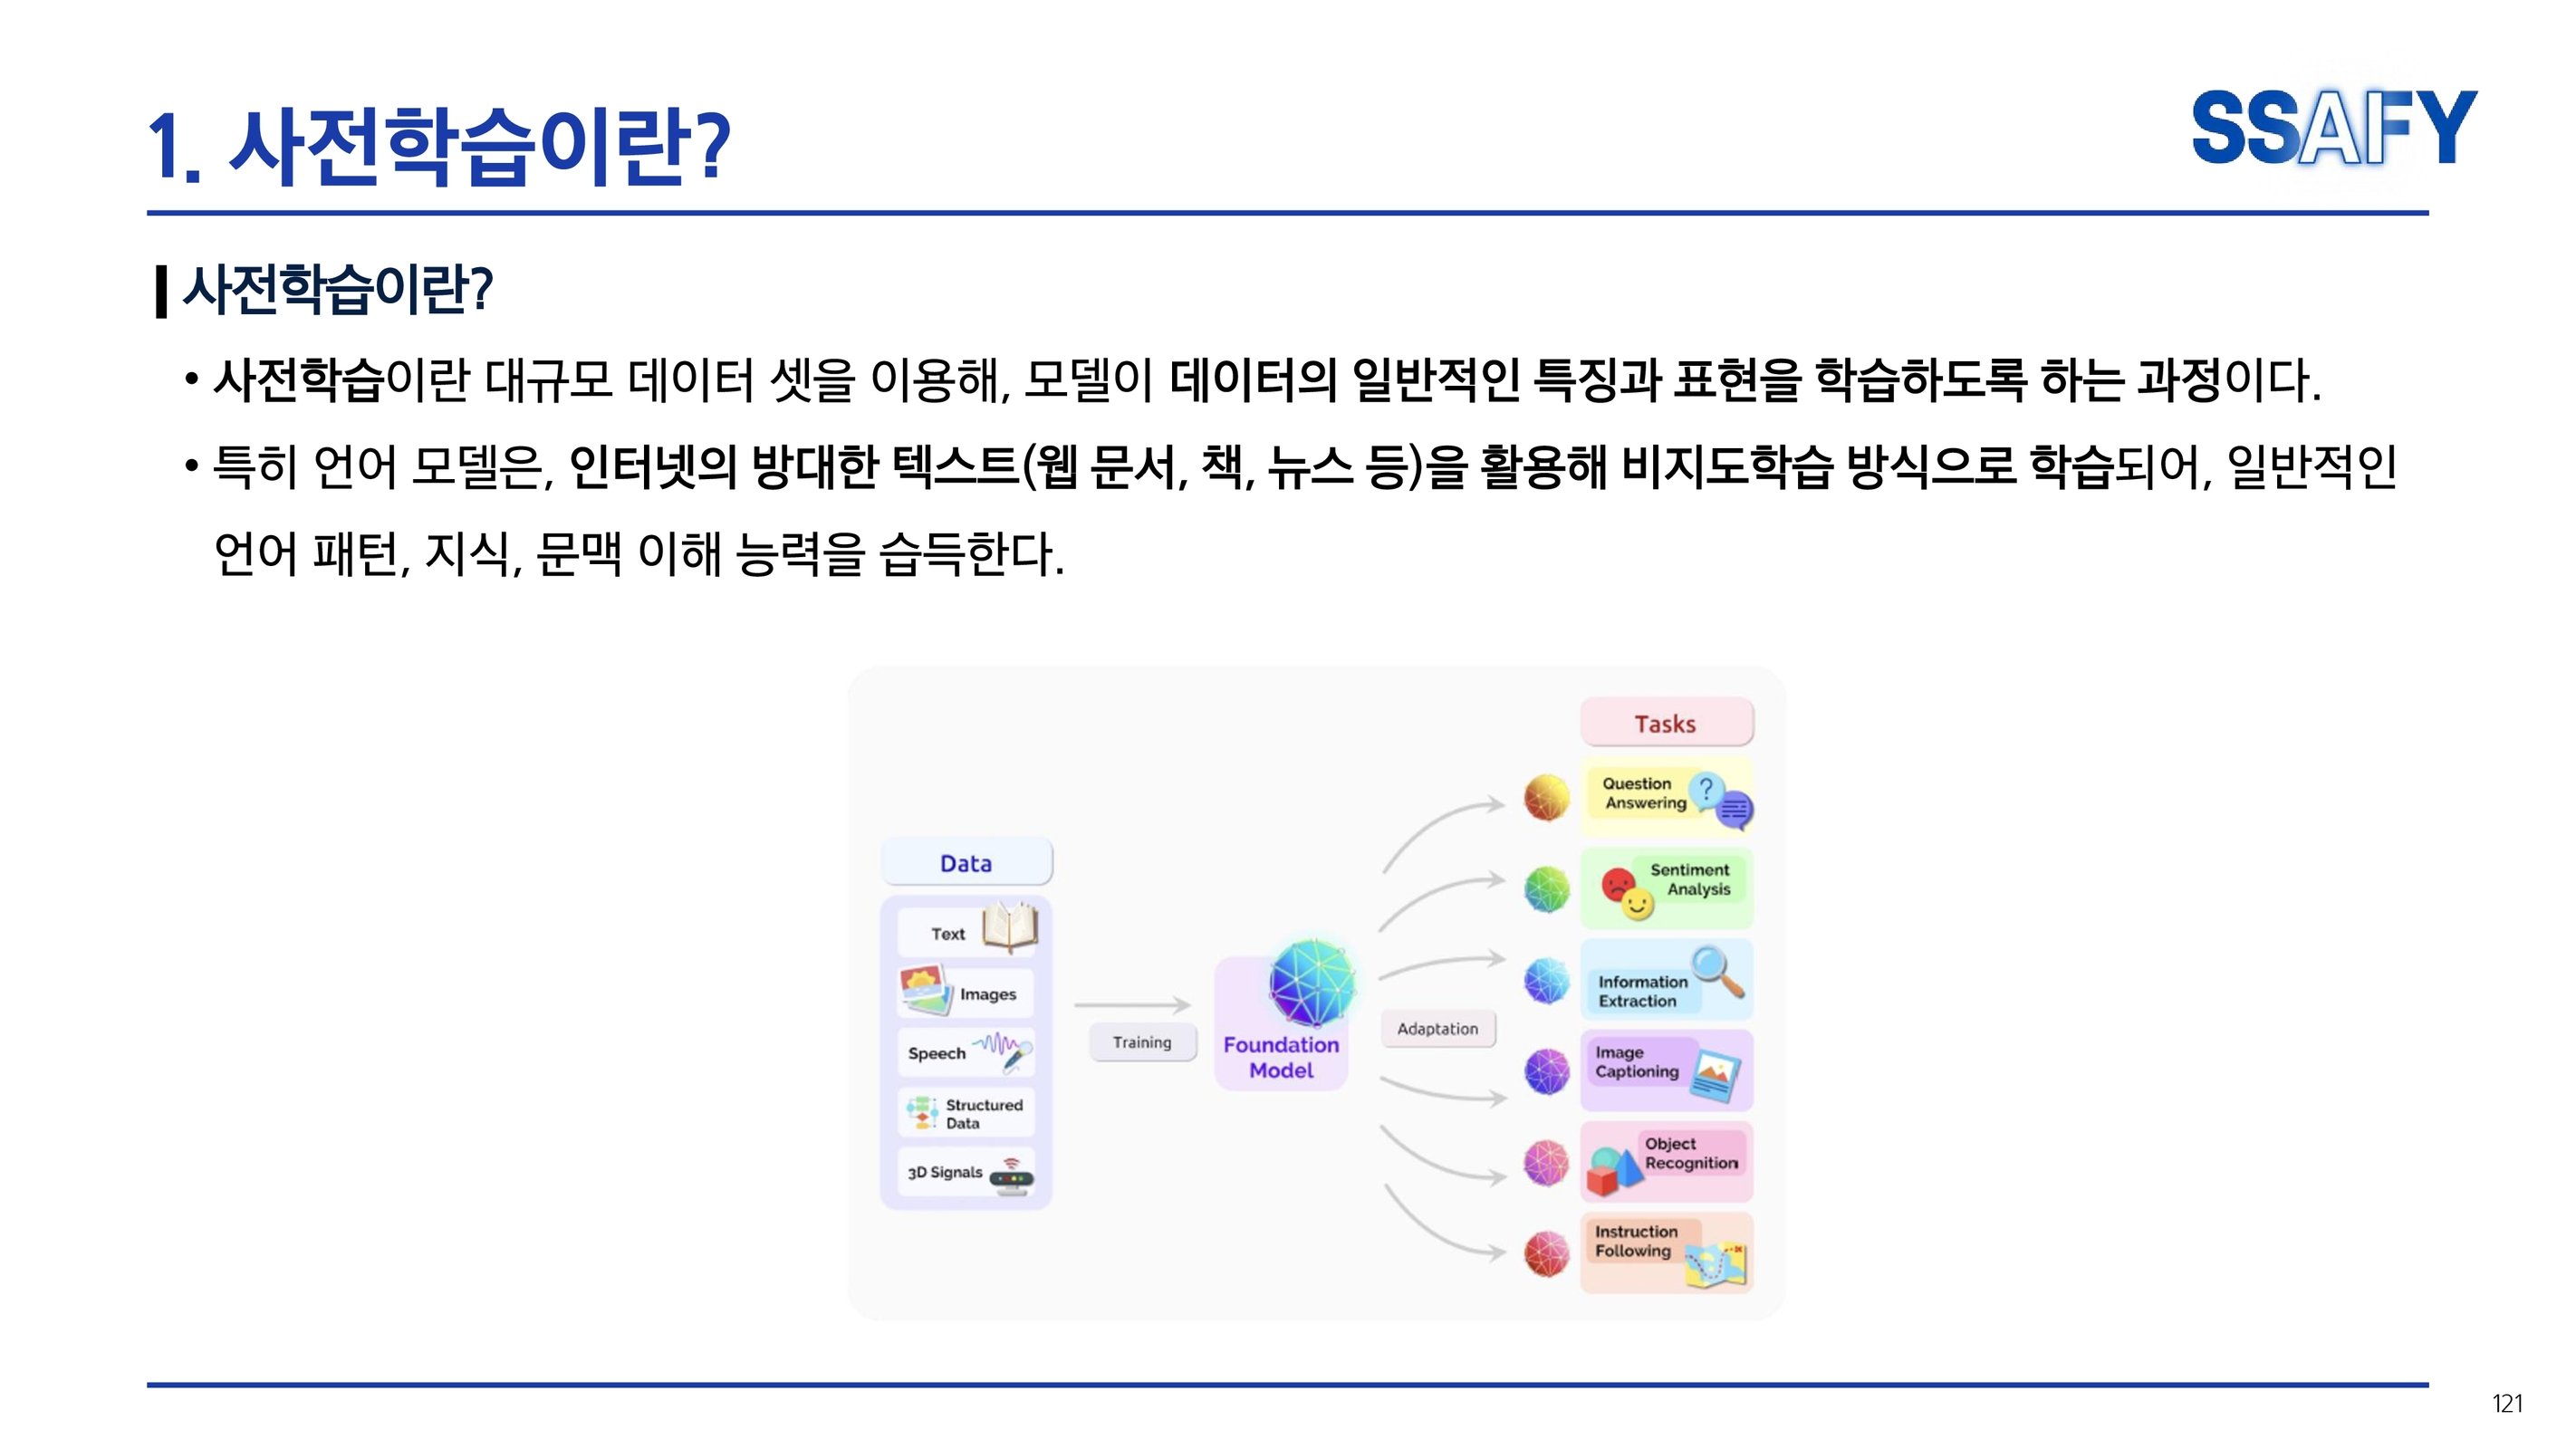 1. 사전학습이란?
SSAFY
사전학습이란?
• 사전학습이란 대규모 데이터 셋을 이용해, 모델이 데이터의 일반적인 특징과 표현을 학습하도록 하는 과정이다.
• 특히 언어 모델은, 인터넷의 방대한 텍스트(웹 문서, 책, 뉴스 등)을 활용해 비지도학습 방식으로 학습되어, 일반적인
언어 패턴, 지식, 문맥 이해 능력을 습득한다.
Data
Text
Images
Speech
Structured
Data
3D Signals
Training
Foundation
Model
Adaptation
Tasks
Question
Answering
?
Sentiment
Analysis
Information
Extraction
Image
Captioning
Object
Recognition
Instruction
Following
121